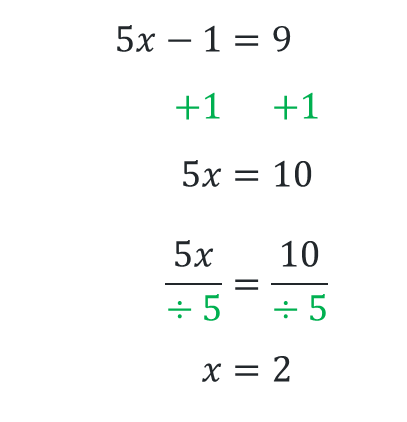 5x − 1 = 9
+1 +1
5x = 10
5x = 10
÷ 5 ÷ 5
x = 2